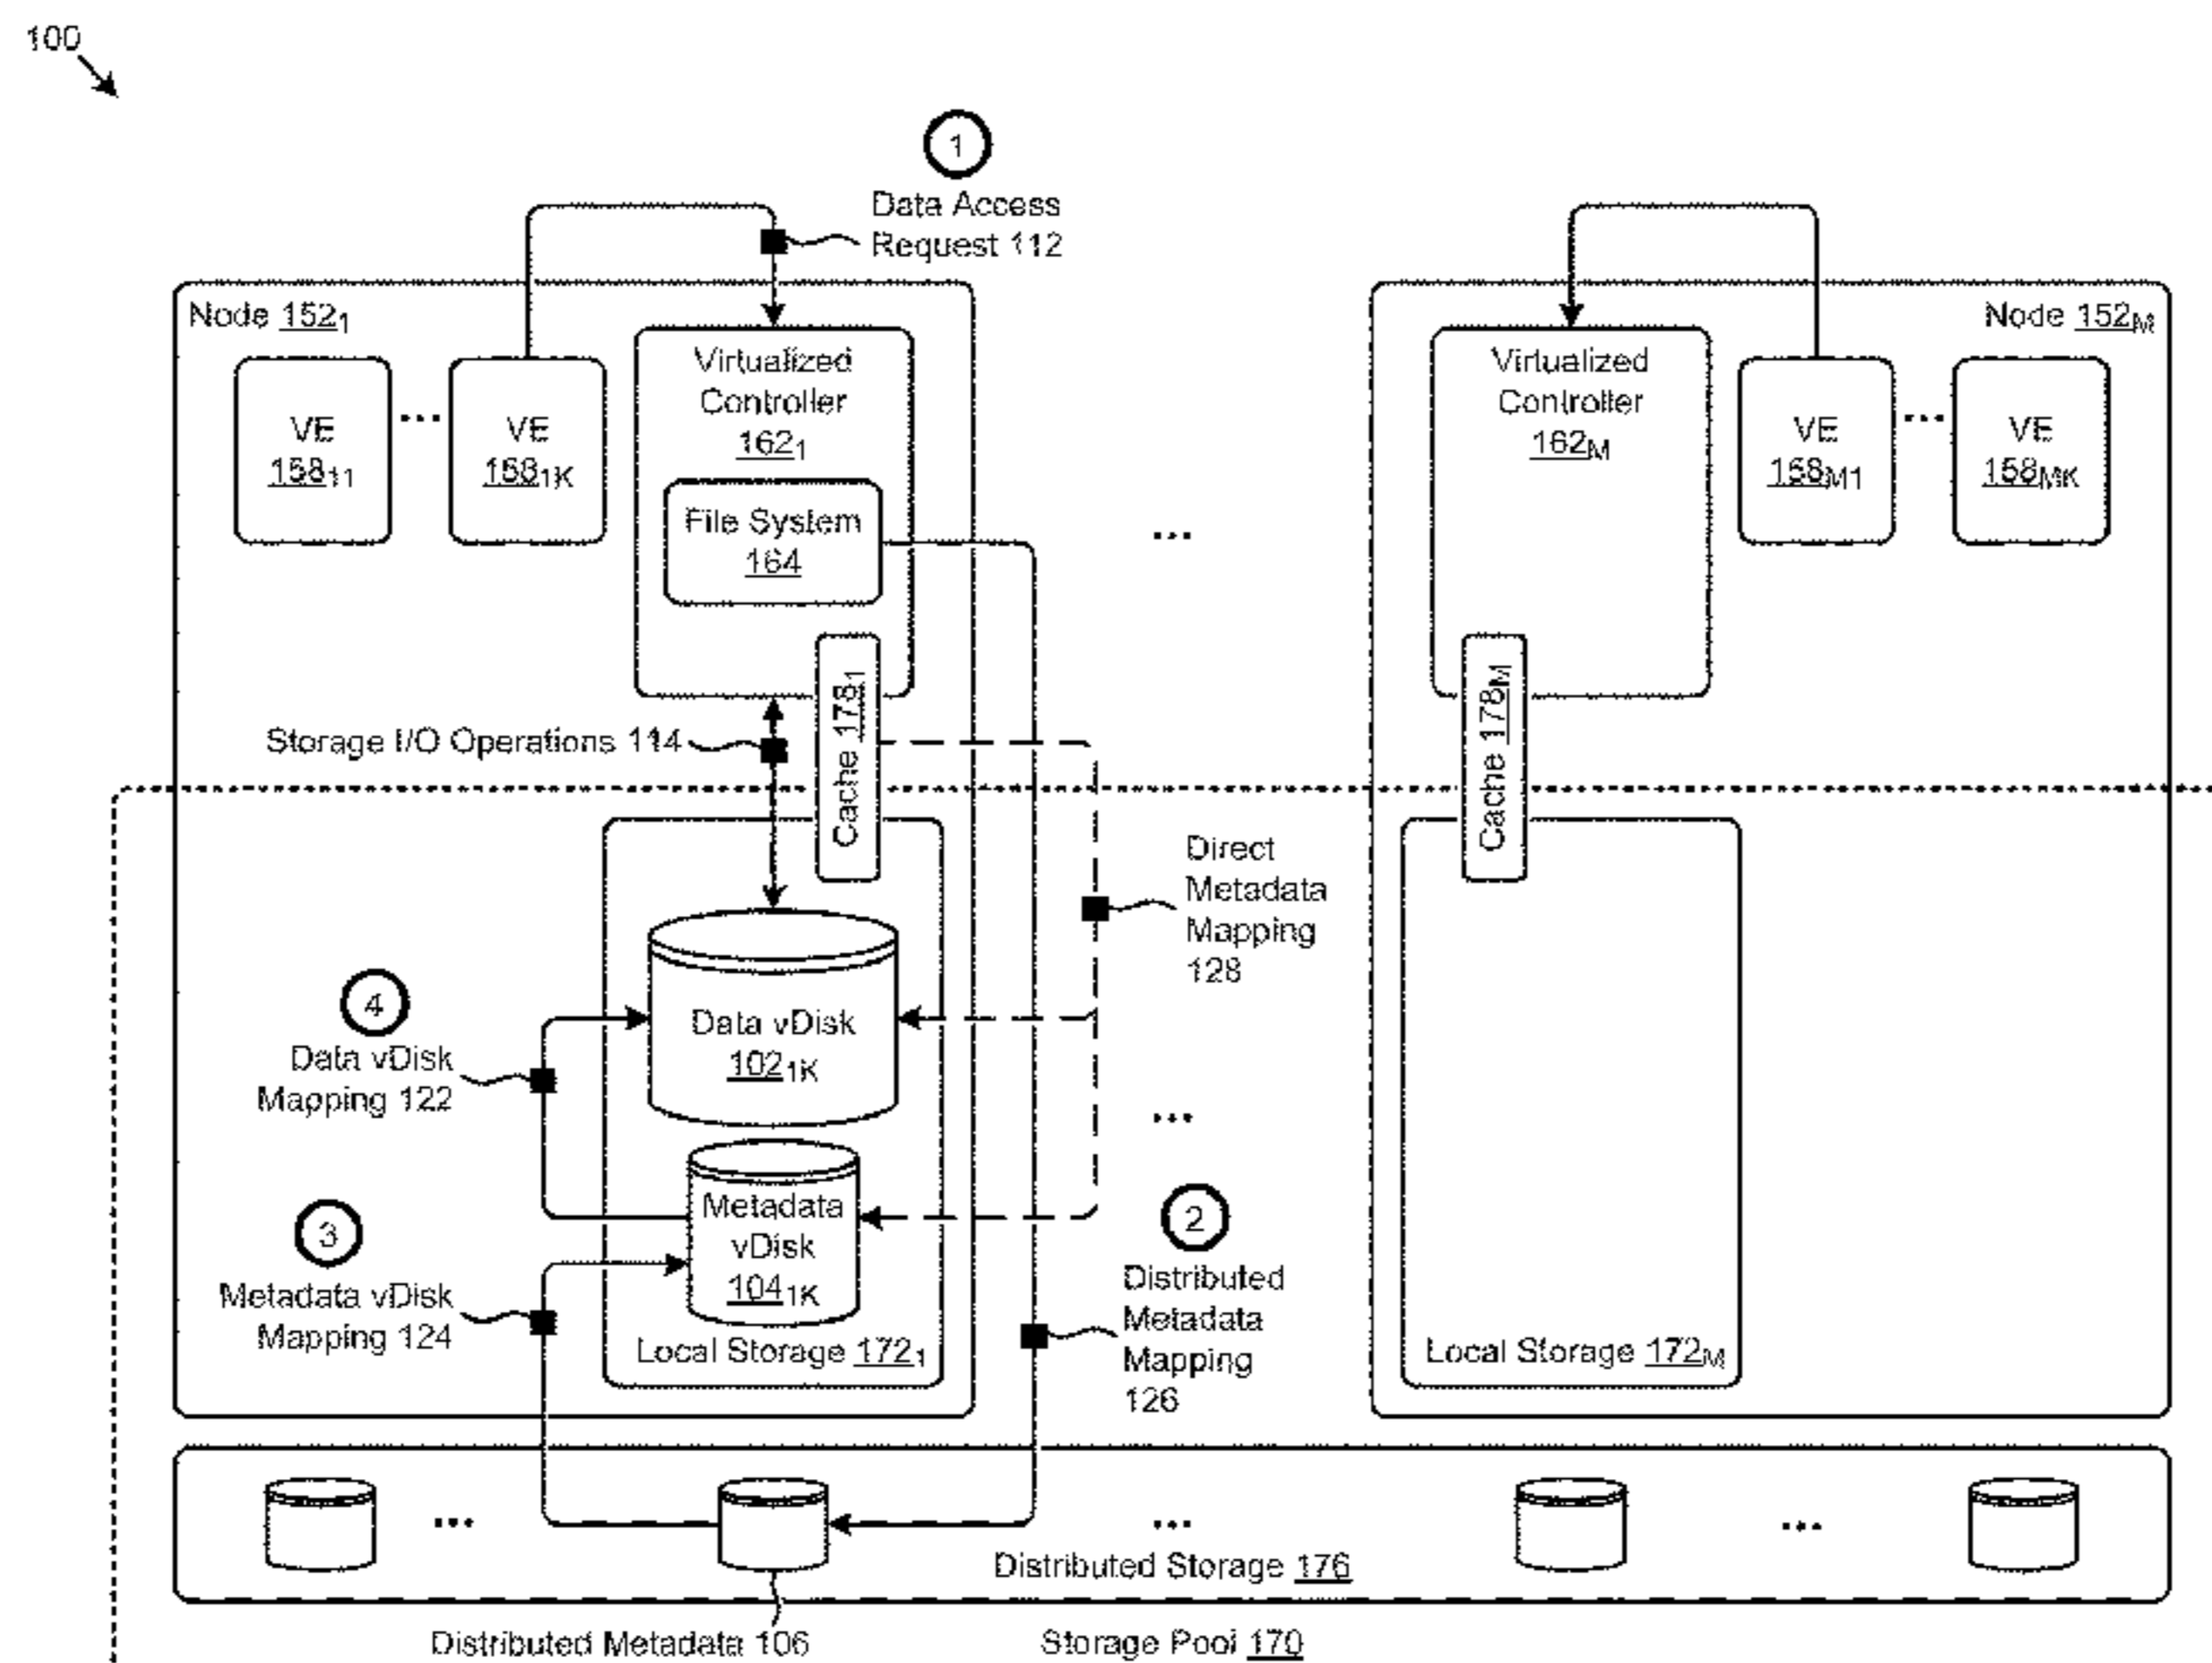 100
1
Data Access
Request 112
Node 152₁
Node 152M
VE
158₁₁
...
VE
158₁K
Virtualized
Controller
162₁
File System
164
...
Virtualized
Controller
162M
VE
158M1
...
VE
158MK
Cache 178₁
Cache 178M
Storage I/O Operations 114
Direct
Metadata
Mapping
128
4
Data vDisk
Mapping 122
Data vDisk
102₁K
...
3
Metadata vDisk
Mapping 124
Metadata
vDisk
104₁K
Local Storage 172₁
2
Distributed
Metadata
Mapping
126
Local Storage 172M
...
...
...
Distributed Storage 176
Distributed Metadata 106
Storage Pool 170